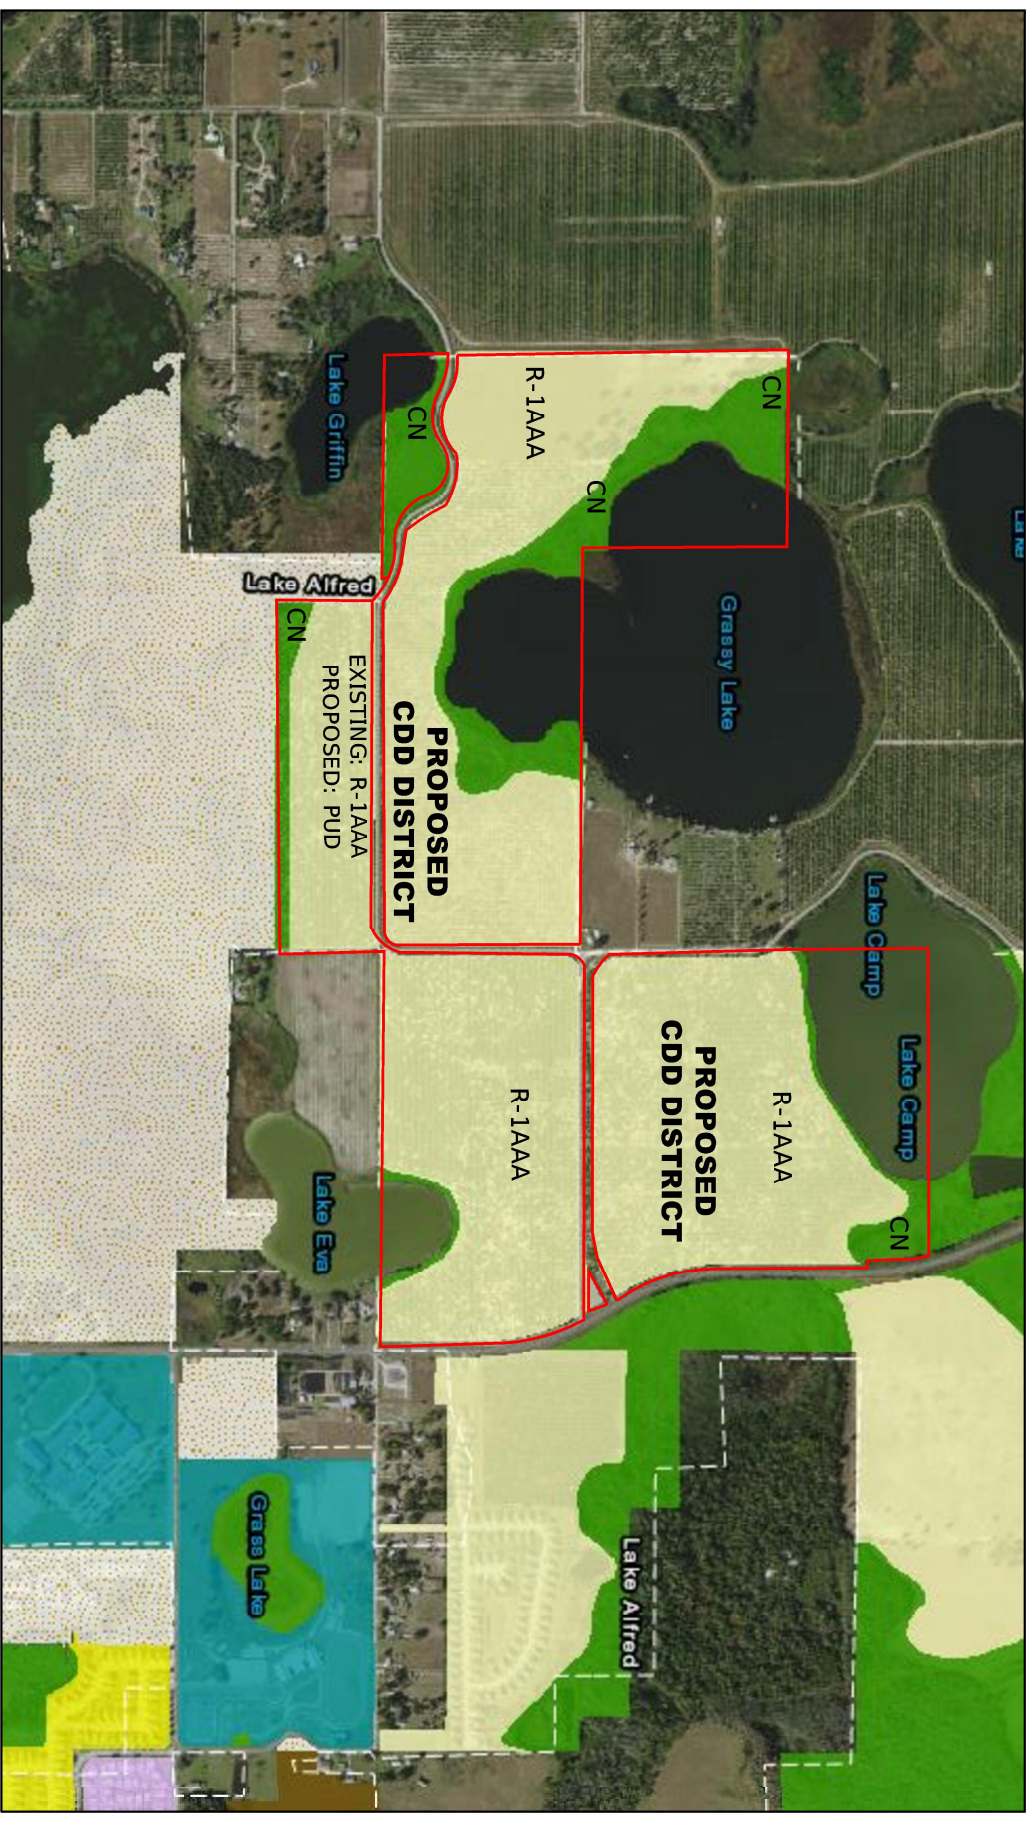 Lake Camp
CN
Lake Camp
R-1AAA
CN
Grassy Lake
PROPOSED
CDD DISTRICT
Lake Alfred
CN
R-1AAA
R-1AAA
PROPOSED
CDD DISTRICT
CN
EXISTING: R-1AAA
PROPOSED: PUD
Lake Griffin
Lake Eva
CN
Lake Alfred
Grass Lake